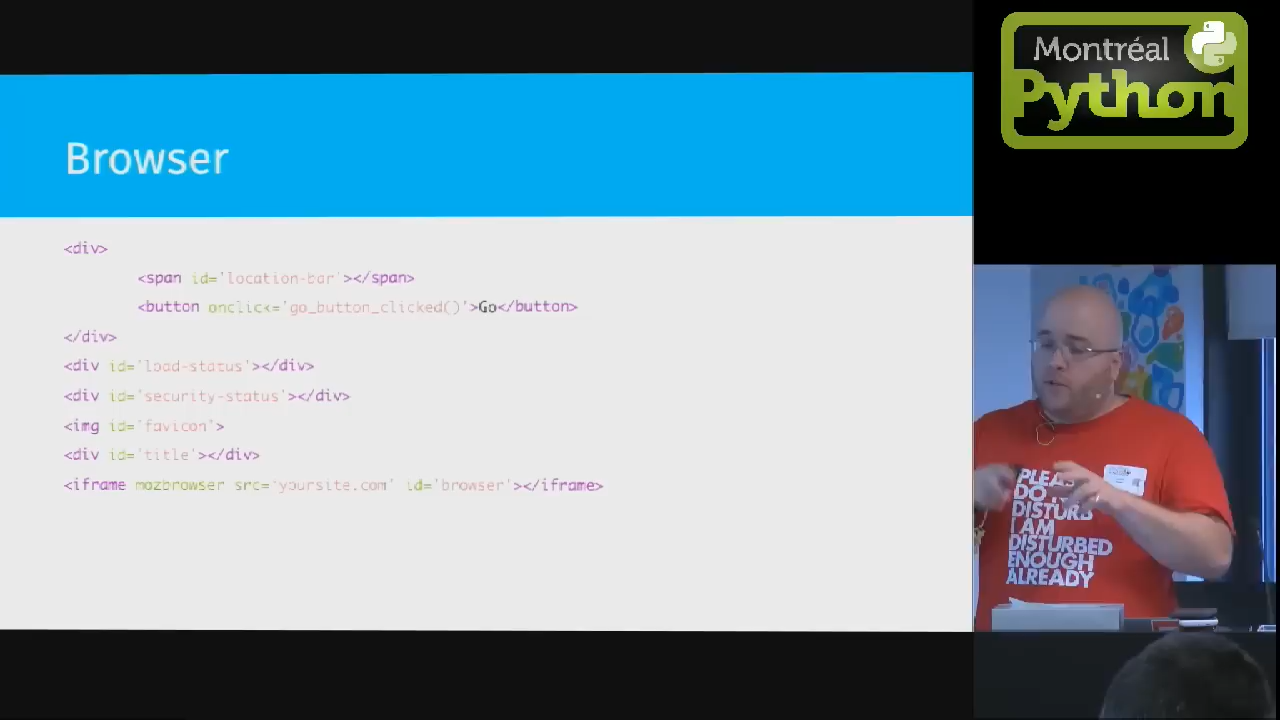 Browser
<div>
<span id='location-bar'></span>
<button onclick='go_button_clicked()'>Go</button>
</div>
<div id='load-status'></div>
<div id='security-status'></div>
<img id='favicon'>
<div id='title'></div>
<iframe mozbrowser src='yoursite.com' id='browser'></iframe>
Montréal
Python
PLEASE
DO
DISTURB
I AM
DISTURBED
ENOUGH
ALREADY